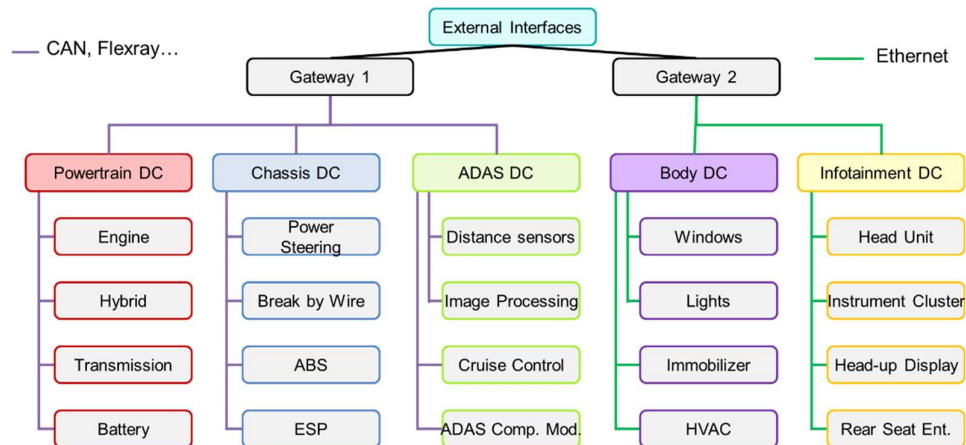 External Interfaces
CAN, Flexray…
Ethernet
Gateway 1
Gateway 2
Powertrain DC
Chassis DC
ADAS DC
Body DC
Infotainment DC
Engine
Power
Steering
Distance sensors
Windows
Head Unit
Hybrid
Break by Wire
Image Processing
Lights
Instrument Cluster
Transmission
ABS
Cruise Control
Immobilizer
Head-up Display
Battery
ESP
ADAS Comp. Mod.
HVAC
Rear Seat Ent.